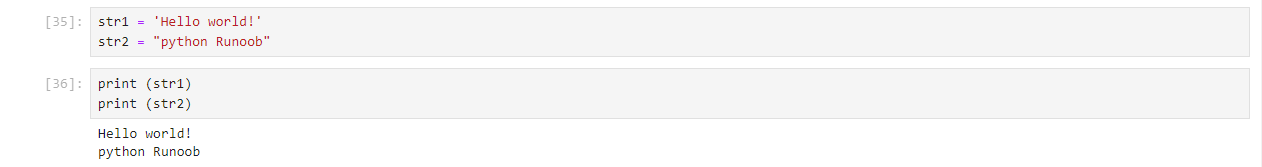 [35]: str1 = 'Hello world!'
str2 = "python Runoob"
[36]: print (str1)
print (str2)
Hello world!
python Runoob